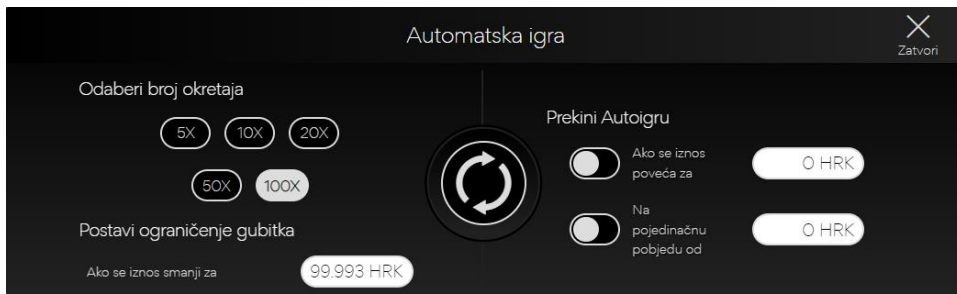 Automatska igra
Zatvori
Odaberi broj okretaja
5X 10X 20X
50X 100X
Postavi ograničenje gubitka
Ako se iznos smanji za 99.993 HRK
Prekini Autoigru
Ako se iznos
poveća za
0 HRK
Na
pojedinačnu
pobjedu od
0 HRK